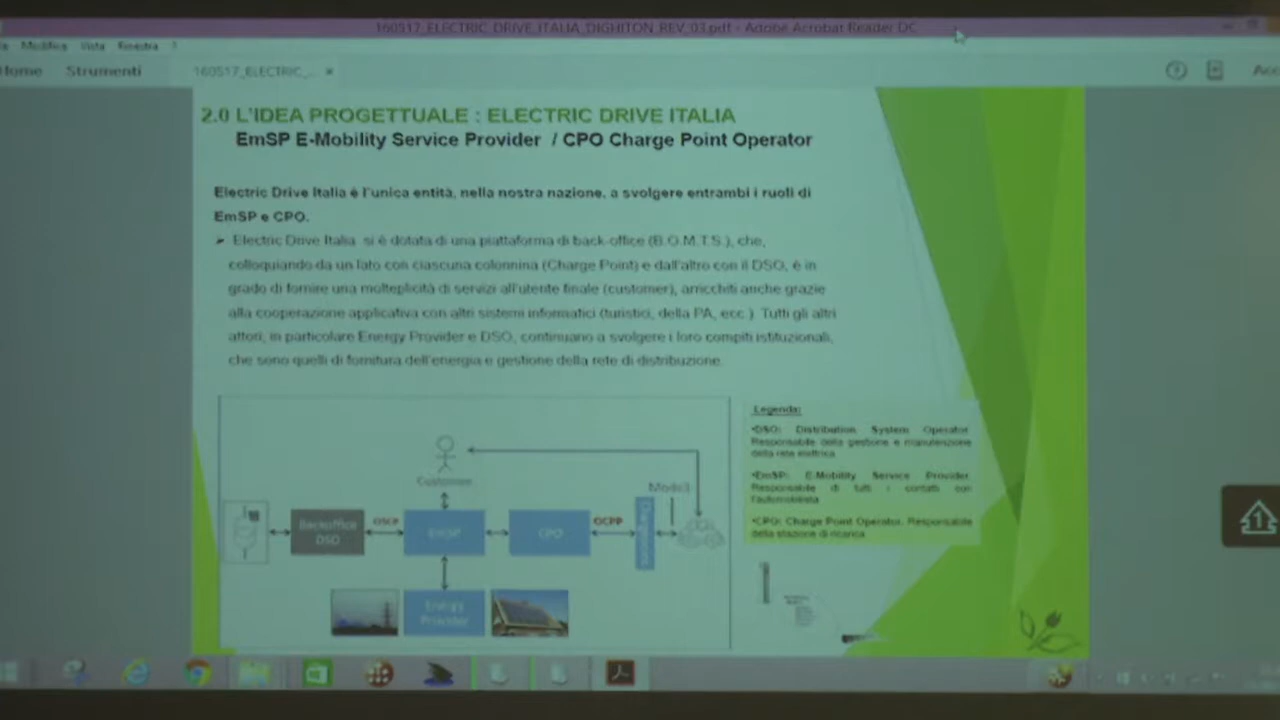 160517_ELECTRIC_DRIVE_ITALIA_DIGHITON_REV_03.pdf - Adobe Acrobat Reader DC
Modifica Vista Finestra ?
Home Strumenti 160517_ELECTRIC_... ×
2.0 L'IDEA PROGETTUALE : ELECTRIC DRIVE ITALIA
EmSP E-Mobility Service Provider / CPO Charge Point Operator
Electric Drive Italia è l'unica entità, nella nostra nazione, a svolgere entrambi i ruoli di
EmSP e CPO.
Electric Drive Italia si è dotata di una piattaforma di back-office (B.O.M.T.S.), che,
colloquiando da un lato con ciascuna colonnina (Charge Point) e dall'altro con il DSO, è in
grado di fornire una molteplicità di servizi all'utente finale (customer), arricchiti anche grazie
alla cooperazione applicativa con altri sistemi informatici (turistici, della PA, ecc.). Tutti gli altri
attori, in particolare Energy Provider e DSO, continuano a svolgere i loro compiti istituzionali,
che sono quelli di fornitura dell'energia e gestione della rete di distribuzione.
Legenda:
•DSO: Distribution System Operator.
Responsabile della gestione e manutenzione
della rete elettrica
•EmSP: E-Mobility Service Provider.
Responsabile di tutti i contatti con
l'automobilista
•CPO: Charge Point Operator. Responsabile
della stazione di ricarica
Customer
Mode3
Backoffice
DSO
OSCP
EmSP
CPO
OCPP
Energy
Provider
1